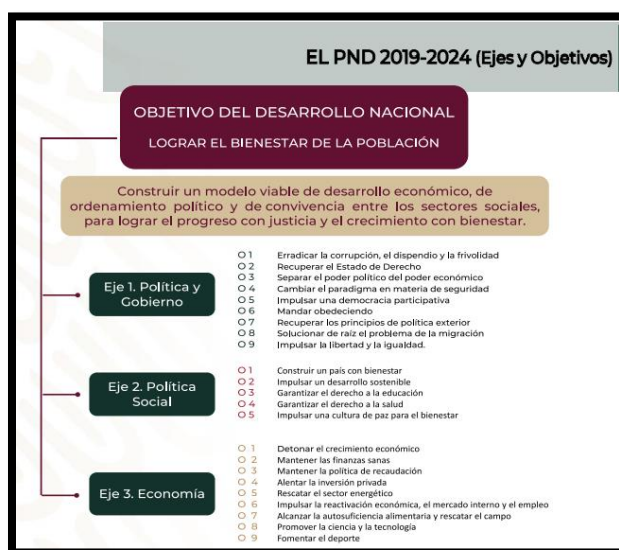 EL PND 2019-2024 (Ejes y Objetivos)
OBJETIVO DEL DESARROLLO NACIONAL
LOGRAR EL BIENESTAR DE LA POBLACIÓN
Construir un modelo viable de desarrollo económico, de
ordenamiento político y de convivencia entre los sectores sociales,
para lograr el progreso con justicia y el crecimiento con bienestar.
Eje 1. Política y
Gobierno
O 1 Erradicar la corrupción, el dispendio y la frivolidad
O 2 Recuperar el Estado de Derecho
O 3 Separar el poder político del poder económico
O 4 Cambiar el paradigma en materia de seguridad
O 5 Impulsar una democracia participativa
O 6 Mandar obedeciendo
O 7 Recuperar los principios de política exterior
O 8 Solucionar de raíz el problema de la migración
O 9 Impulsar la libertad y la igualdad.
Eje 2. Política
Social
O 1 Construir un país con bienestar
O 2 Impulsar un desarrollo sostenible
O 3 Garantizar el derecho a la educación
O 4 Garantizar el derecho a la salud
O 5 Impulsar una cultura de paz para el bienestar
Eje 3. Economía
O 1 Detonar el crecimiento económico
O 2 Mantener las finanzas sanas
O 3 Mantener la política de recaudación
O 4 Alentar la inversión privada
O 5 Rescatar el sector energético
O 6 Impulsar la reactivación económica, el mercado interno y el empleo
O 7 Alcanzar la autosuficiencia alimentaria y rescatar el campo
O 8 Promover la ciencia y la tecnología
O 9 Fomentar el deporte